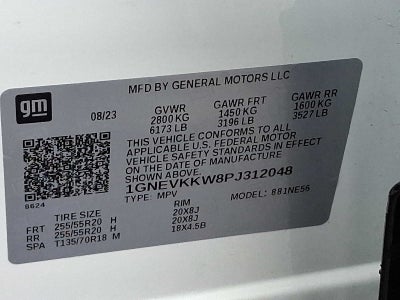 MFD BY GENERAL MOTORS LLC
gm
08/23 GVWR GAWR FRT GAWR RR
2800 KG 1450 KG 1600 KG
6173 LB 3196 LB 3527 LB
THIS VEHICLE CONFORMS TO ALL
APPLICABLE U.S. FEDERAL MOTOR
VEHICLE SAFETY STANDARDS IN EFFECT
ON THE DATE OF MANUFACTURE
SHOWN ABOVE.
1GNEVKKW8PJ312048
8624 TYPE: MPV MODEL: 881NE56
TIRE SIZE RIM
FRT 255/55R20 H 20X8J
RR 255/55R20 H 20X8J
SPA T135/70R18 M 18X4.5B